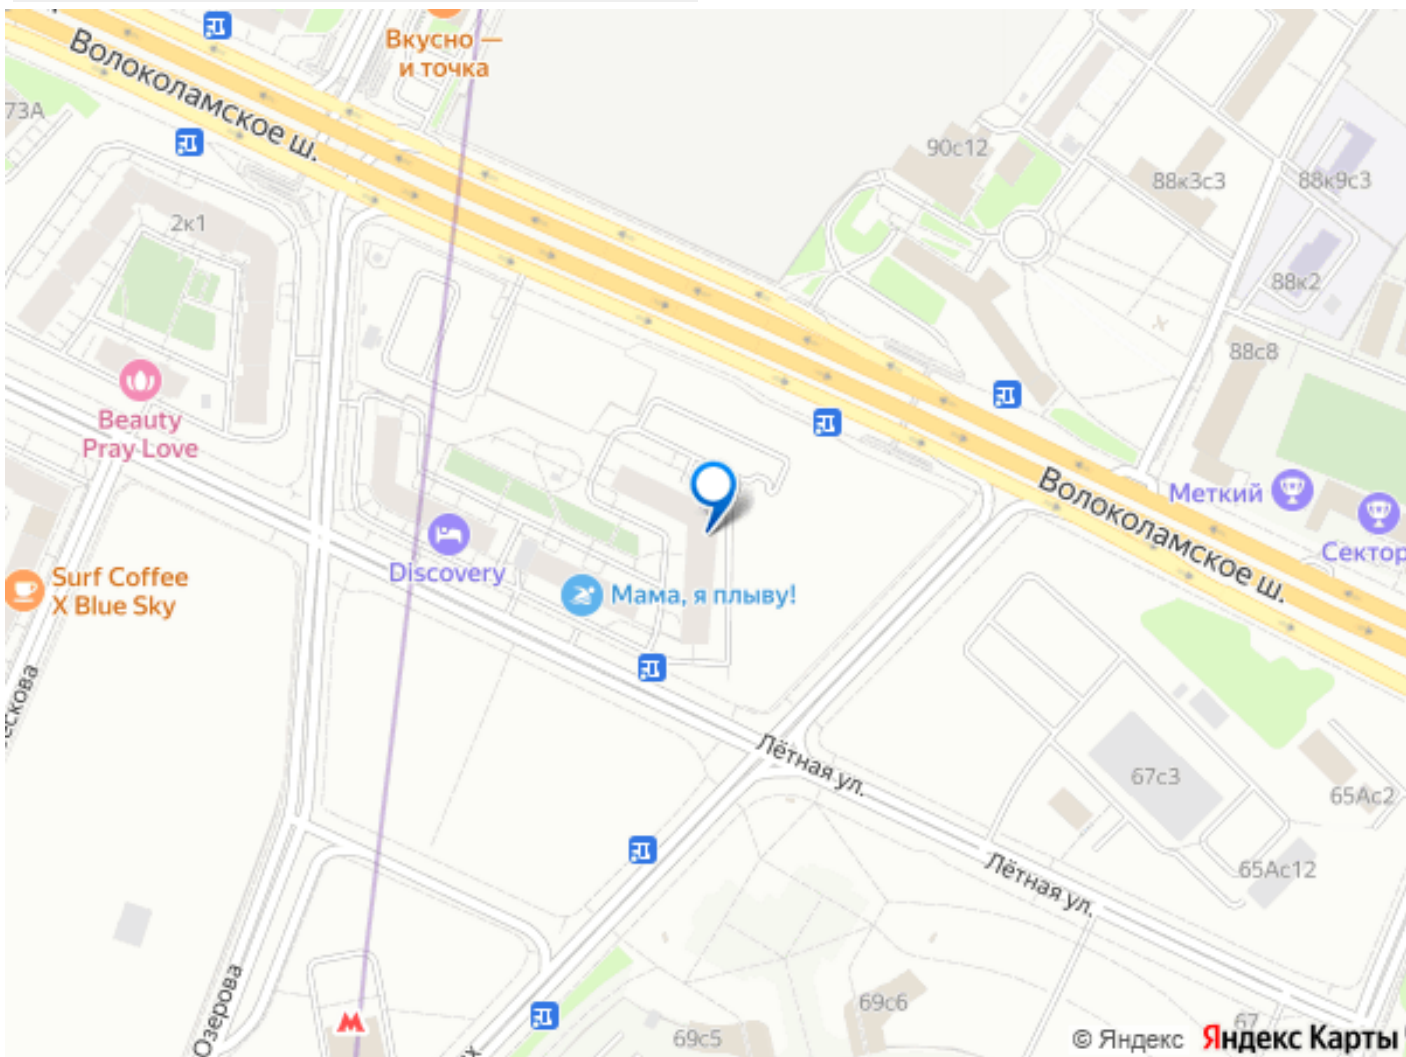 Вкусно —
и точка
Волоколамское ш.
73А
90с12
88к3с3
88к9с3
2к1
88к2
88с8
Beauty
Pray Love
Меткий
Волоколамское ш.
Сектор
Discovery
Surf Coffee
X Blue Sky
Мама, я плыву!
ескова
Лётная ул.
67с3
65Ас2
Лётная ул.
65Ас12
Озерова
69с6
69с5
67
© Яндекс Яндекс Карты